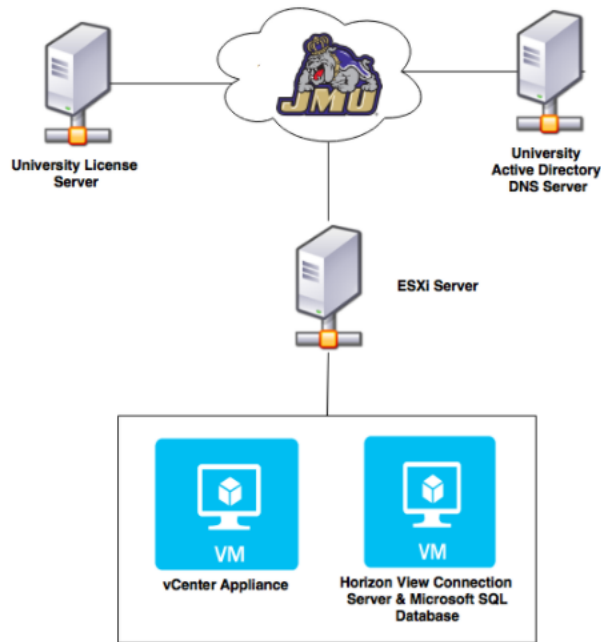 JMU
University License
Server
University
Active Directory
DNS Server
ESXi Server
VM
vCenter Appliance
VM
Horizon View Connection
Server & Microsoft SQL
Database